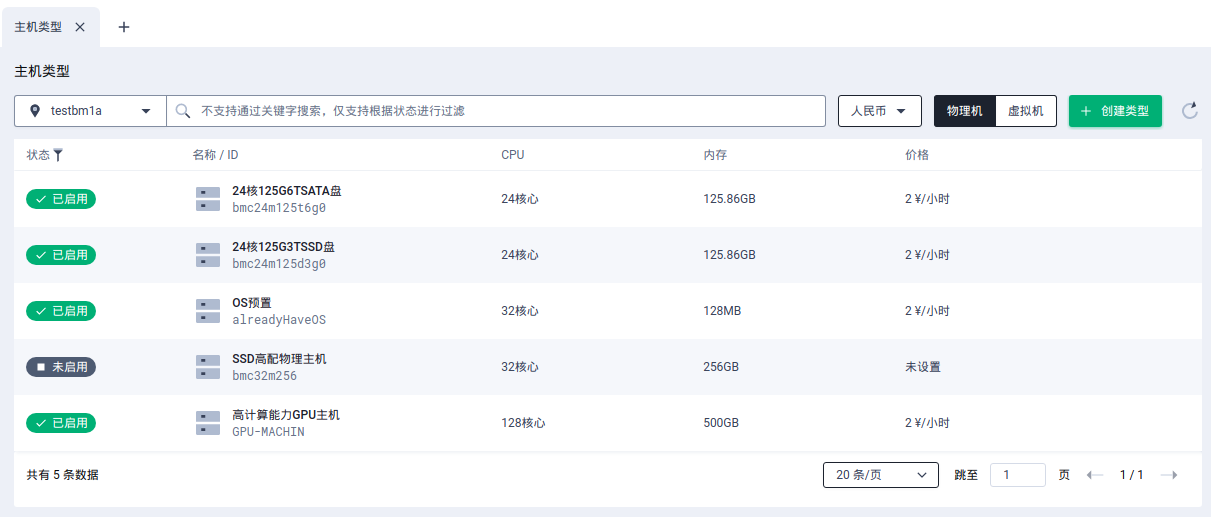 主机类型
主机类型
testbm1a 不支持通过关键字搜索，仅支持根据状态进行过滤 人民币 物理机 虚拟机 创建类型
状态 名称 / ID CPU 内存 价格
已启用 24核125G6TSATA盘 24核心 125.86GB 2 ¥/小时
bmc24m125t6g0
已启用 24核125G3TSSD盘 24核心 125.86GB 2 ¥/小时
bmc24m125d3g0
已启用 OS预置 32核心 128MB 2 ¥/小时
alreadyHaveOS
未启用 SSD高配物理主机 32核心 256GB 未设置
bmc32m256
已启用 高计算能力GPU主机 128核心 500GB 2 ¥/小时
GPU-MACHIN
共有 5 条数据 20 条/页 跳至 1 页 1 / 1